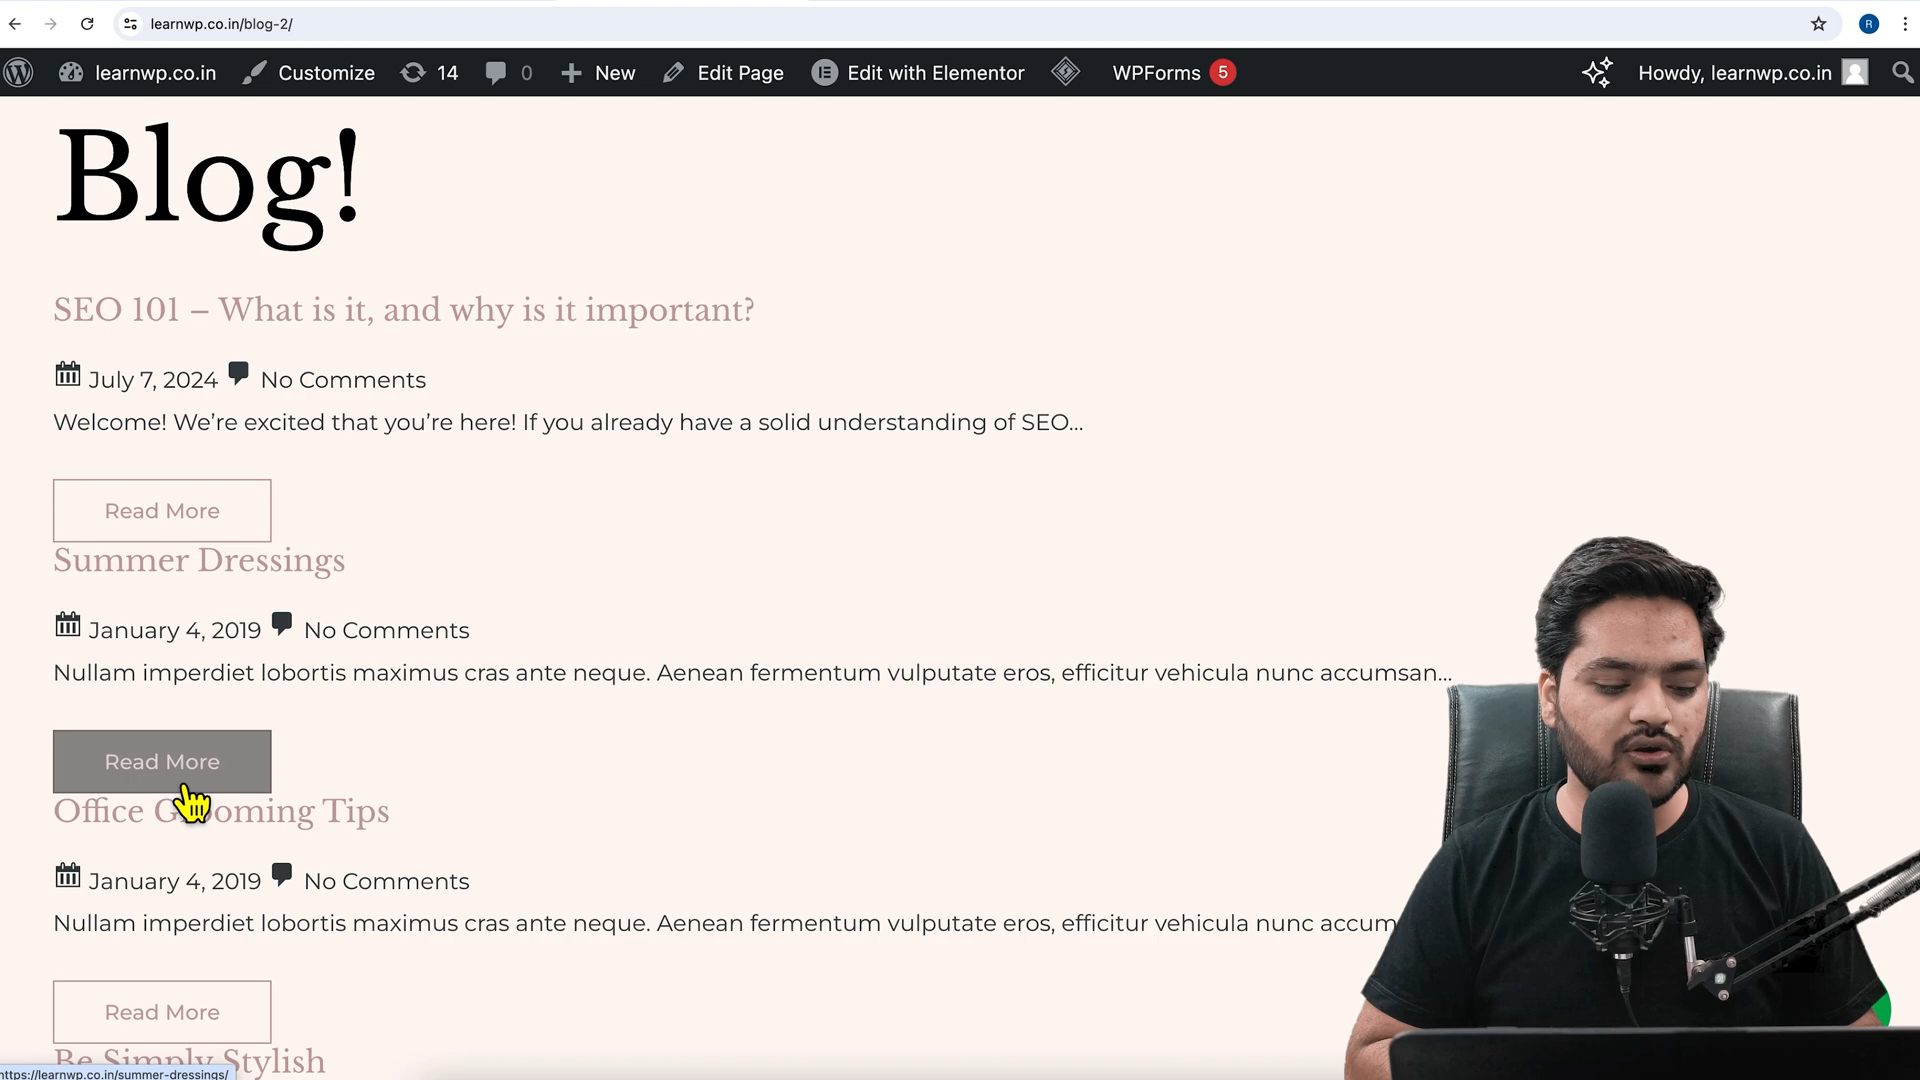 learnwp.co.in/blog-2/
R
learnwp.co.in Customize 14 0 New Edit Page Edit with Elementor WPForms 5 Howdy, learnwp.co.in
Blog!
SEO 101 – What is it, and why is it important?
July 7, 2024 No Comments
Welcome! We’re excited that you’re here! If you already have a solid understanding of SEO...
Read More
Summer Dressings
January 4, 2019 No Comments
Nullam imperdiet lobortis maximus cras ante neque. Aenean fermentum vulputate eros, efficitur vehicula nunc accumsan...
Read More
Office Grooming Tips
January 4, 2019 No Comments
Nullam imperdiet lobortis maximus cras ante neque. Aenean fermentum vulputate eros, efficitur vehicula nunc accum
Read More
Be Simply Stylish
https://learnwp.co.in/summer-dressings/